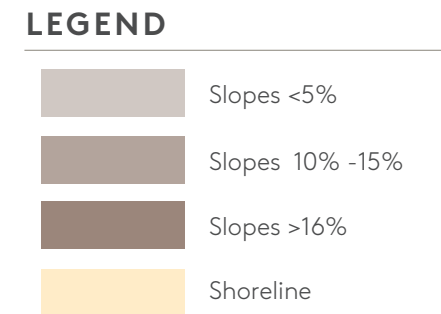 LEGEND
Slopes <5%
Slopes  10% -15%
Slopes >16%
Shoreline